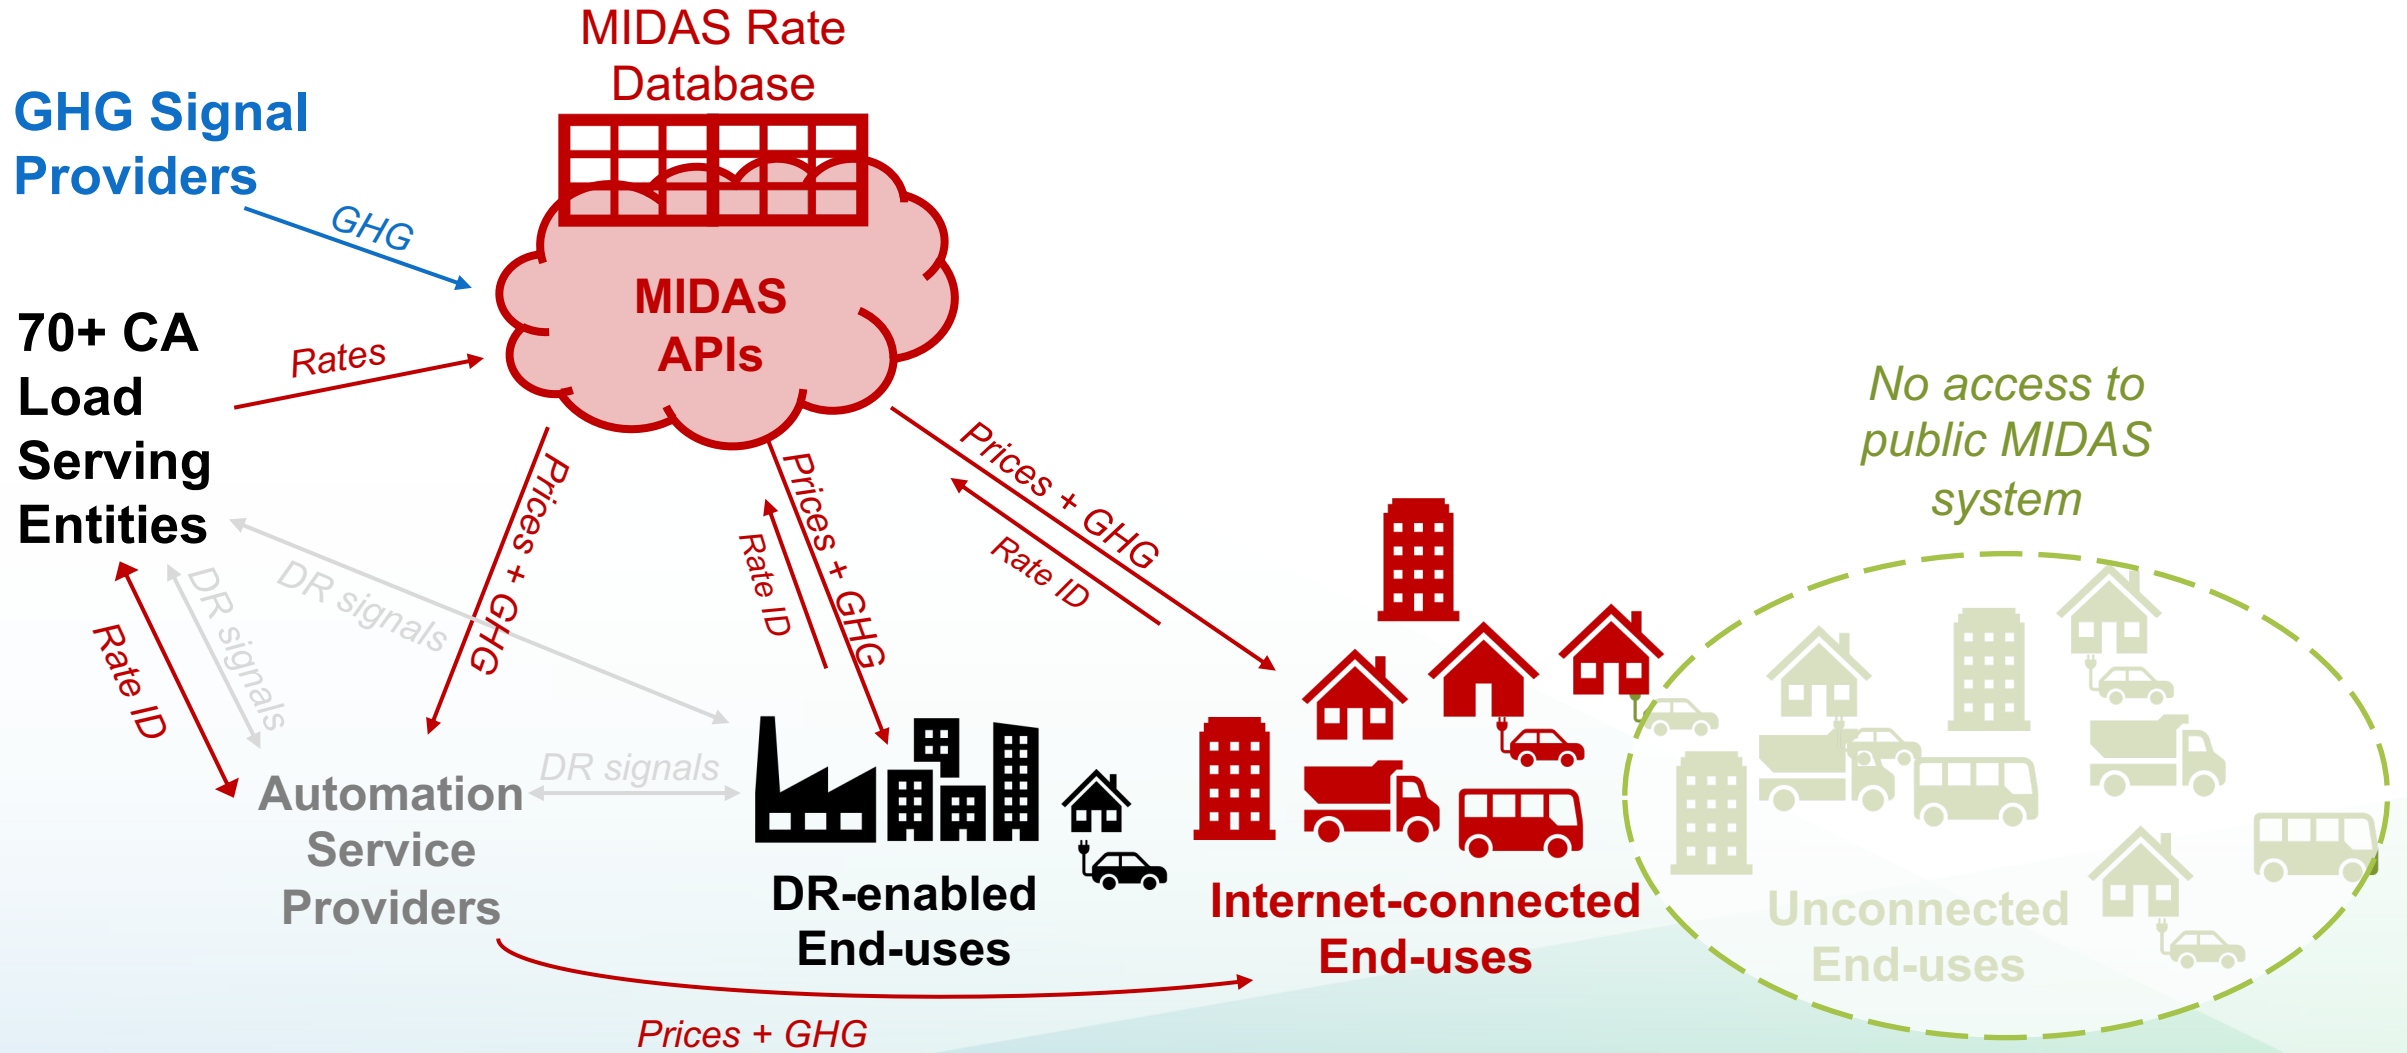 MIDAS Rate
Database
GHG Signal
Providers
GHG
MIDAS
APIs
70+ CA
Load
Serving
Entities
Rates
No access to
public MIDAS
system
Prices + GHG
Rate ID
Prices + GHG
Rate ID
Prices + GHG
DR signals
DR signals
Rate ID
DR signals
Automation
Service
Providers
DR-enabled
End-uses
Internet-connected
End-uses
Unconnected
End-uses
Prices + GHG